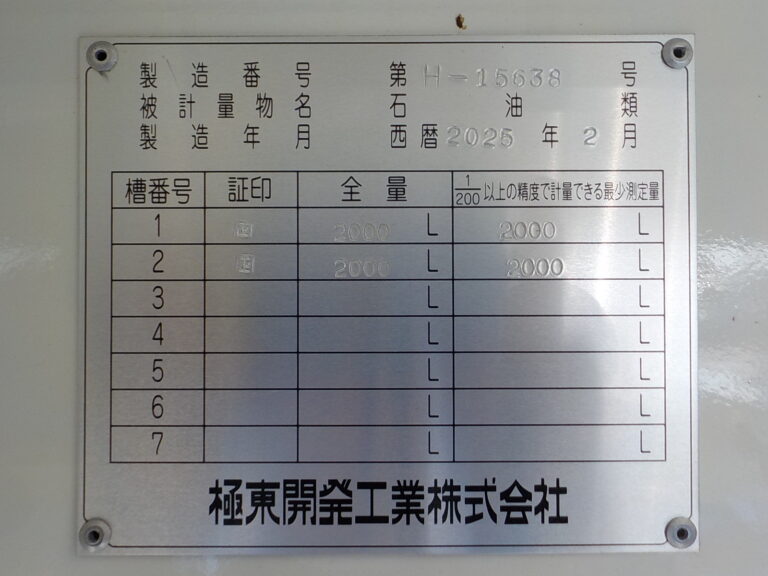 製造番号 第H-15638号
被計量物名 石油類
製造年月 西暦2025年2月
槽番号 証印 全量 1/200以上の精度で計量できる最少測定量
1 正 2000 L 2000 L
2 正 2000 L 2000 L
3 L L
4 L L
5 L L
6 L L
7 L L
極東開発工業株式会社